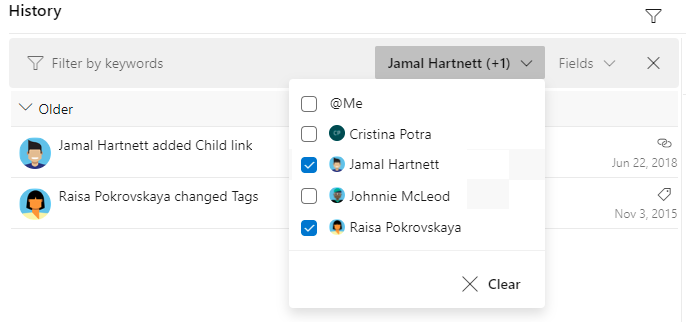 History
Filter by keywords
Jamal Hartnett (+1)
Fields
@Me
Older
CP Cristina Potra
Jamal Hartnett added Child link
Jamal Hartnett
Jun 22, 2018
Raisa Pokrovskaya changed Tags
Johnnie McLeod
Nov 3, 2015
Raisa Pokrovskaya
Clear